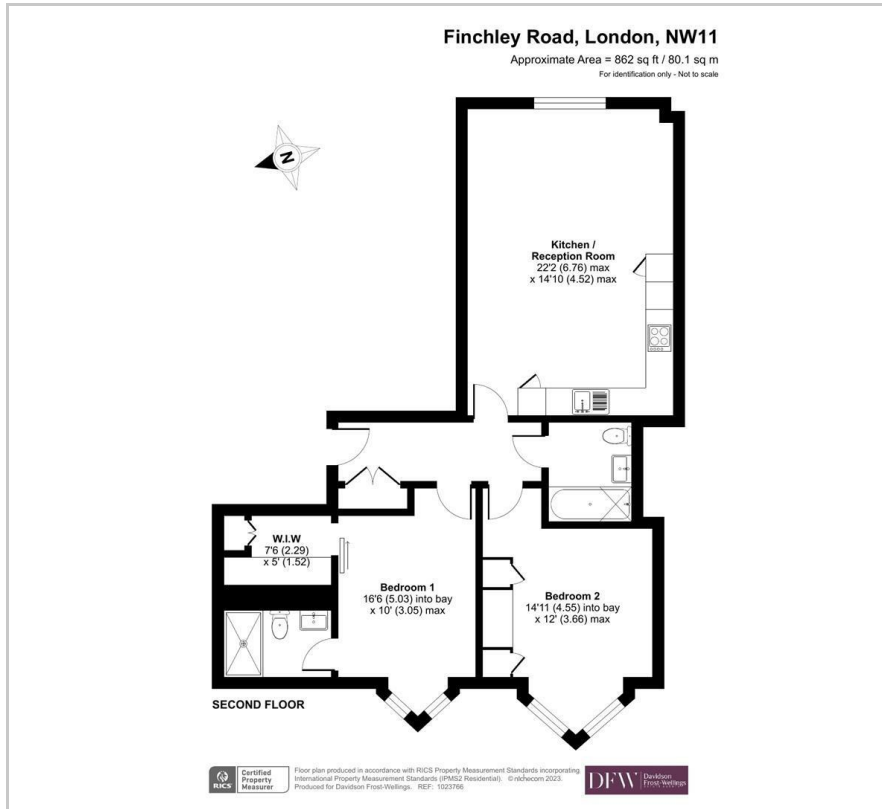 Finchley Road, London, NW11
Approximate Area = 862 sq ft / 80.1 sq m
For identification only - Not to scale
N
Kitchen /
Reception Room
22'2 (6.76) max
x 14'10 (4.52) max
W.I.W
7'6 (2.29)
x 5' (1.52)
Bedroom 1
16'6 (5.03) into bay
x 10' (3.05) max
Bedroom 2
14'11 (4.55) into bay
x 12' (3.66) max
SECOND FLOOR
RICS
Certified
Property
Measurer
Floor plan produced in accordance with RICS Property Measurement Standards incorporating
International Property Measurement Standards (IPMS2 Residential). © nichecom 2023.
Produced for Davidson Frost-Wellings. REF: 1023766
DFW
Davidson
Frost-Wellings